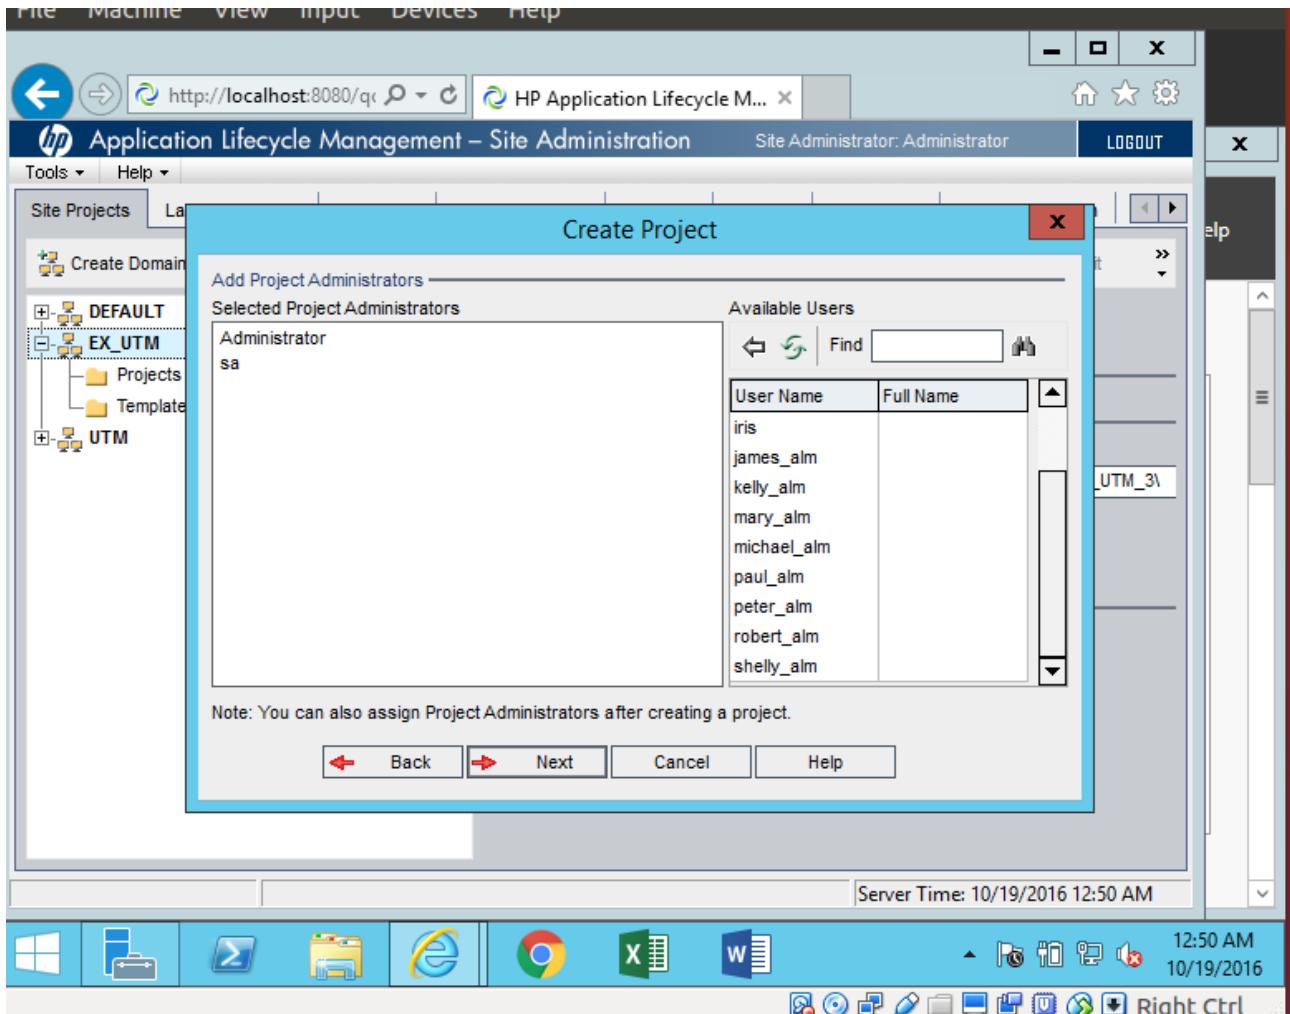 File Machine View Input Devices Help
http://localhost:8080/qc
HP Application Lifecycle M...
hp Application Lifecycle Management – Site Administration Site Administrator: Administrator LOGOUT
Tools Help
Site Projects La
Create Project
elp
Create Domain
Add Project Administrators
Selected Project Administrators Available Users
DEFAULT
EX_UTM
Projects
Template
UTM
Administrator
sa
Find
User Name Full Name
iris
james_alm
kelly_alm
mary_alm
michael_alm
paul_alm
peter_alm
robert_alm
shelly_alm
_UTM_3\
Note: You can also assign Project Administrators after creating a project.
Back Next Cancel Help
Server Time: 10/19/2016 12:50 AM
12:50 AM
10/19/2016
Right Ctrl